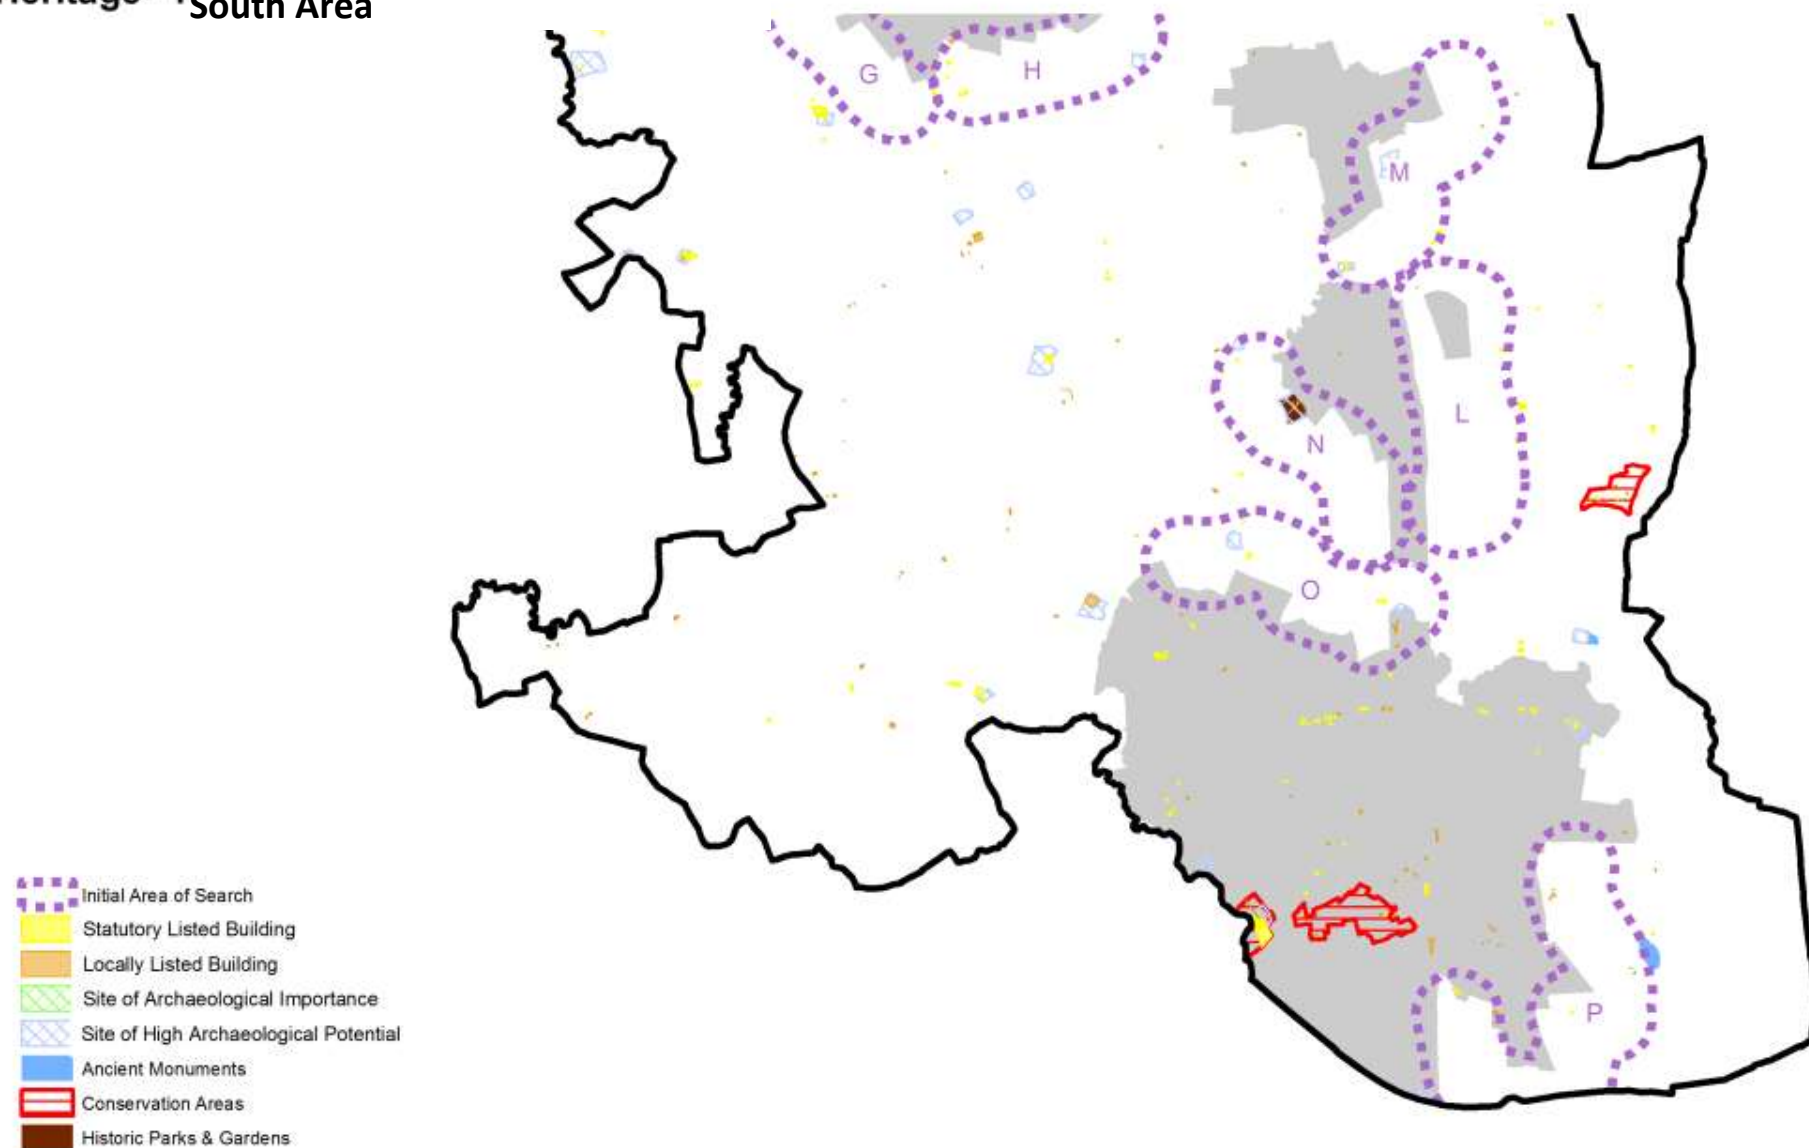 South Area
G
H
M
L
N
O
P
Initial Area of Search
Statutory Listed Building
Locally Listed Building
Site of Archaeological Importance
Site of High Archaeological Potential
Ancient Monuments
Conservation Areas
Historic Parks & Gardens